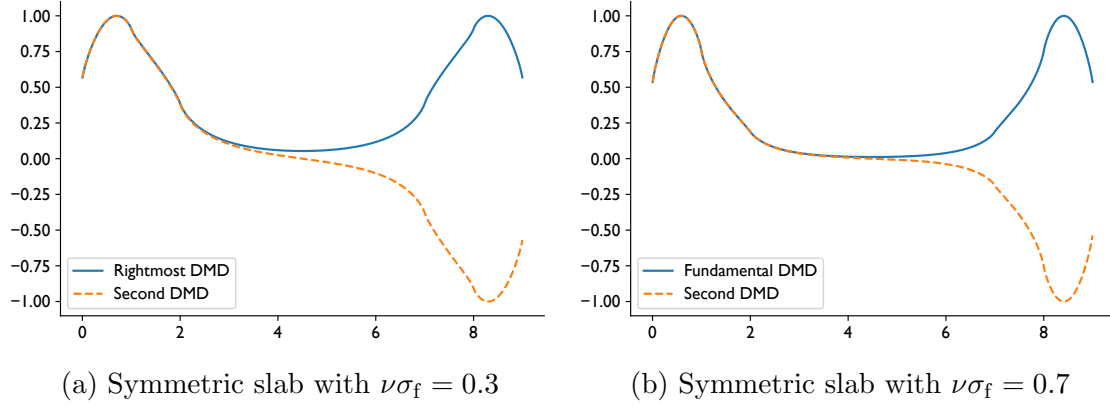 1.00
0.75
0.50
0.25
0.00
−0.25
−0.50
−0.75
−1.00
0 2 4 6 8
Rightmost DMD
Second DMD
(a) Symmetric slab with νσ_f = 0.3
1.00
0.75
0.50
0.25
0.00
−0.25
−0.50
−0.75
−1.00
0 2 4 6 8
Fundamental DMD
Second DMD
(b) Symmetric slab with νσ_f = 0.7